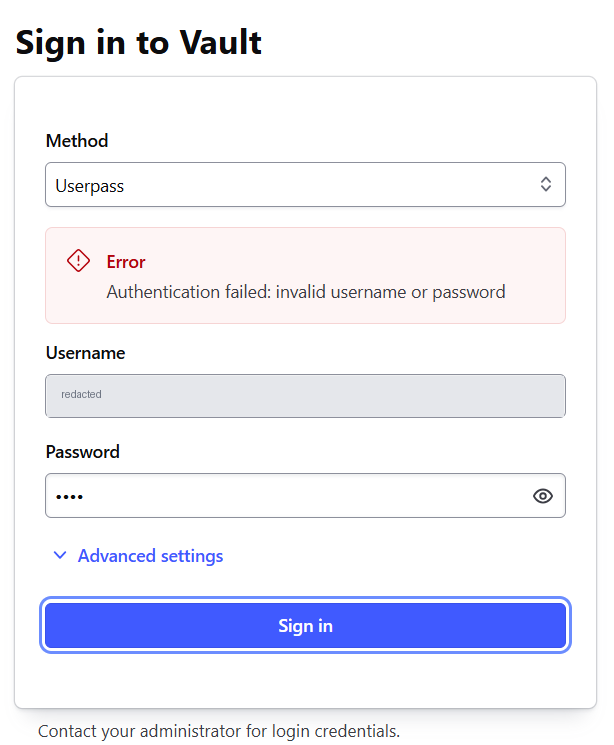 Sign in to Vault
Method
Userpass
Error
Authentication failed: invalid username or password
Username
redacted
Password
••••
Advanced settings
Sign in
Contact your administrator for login credentials.